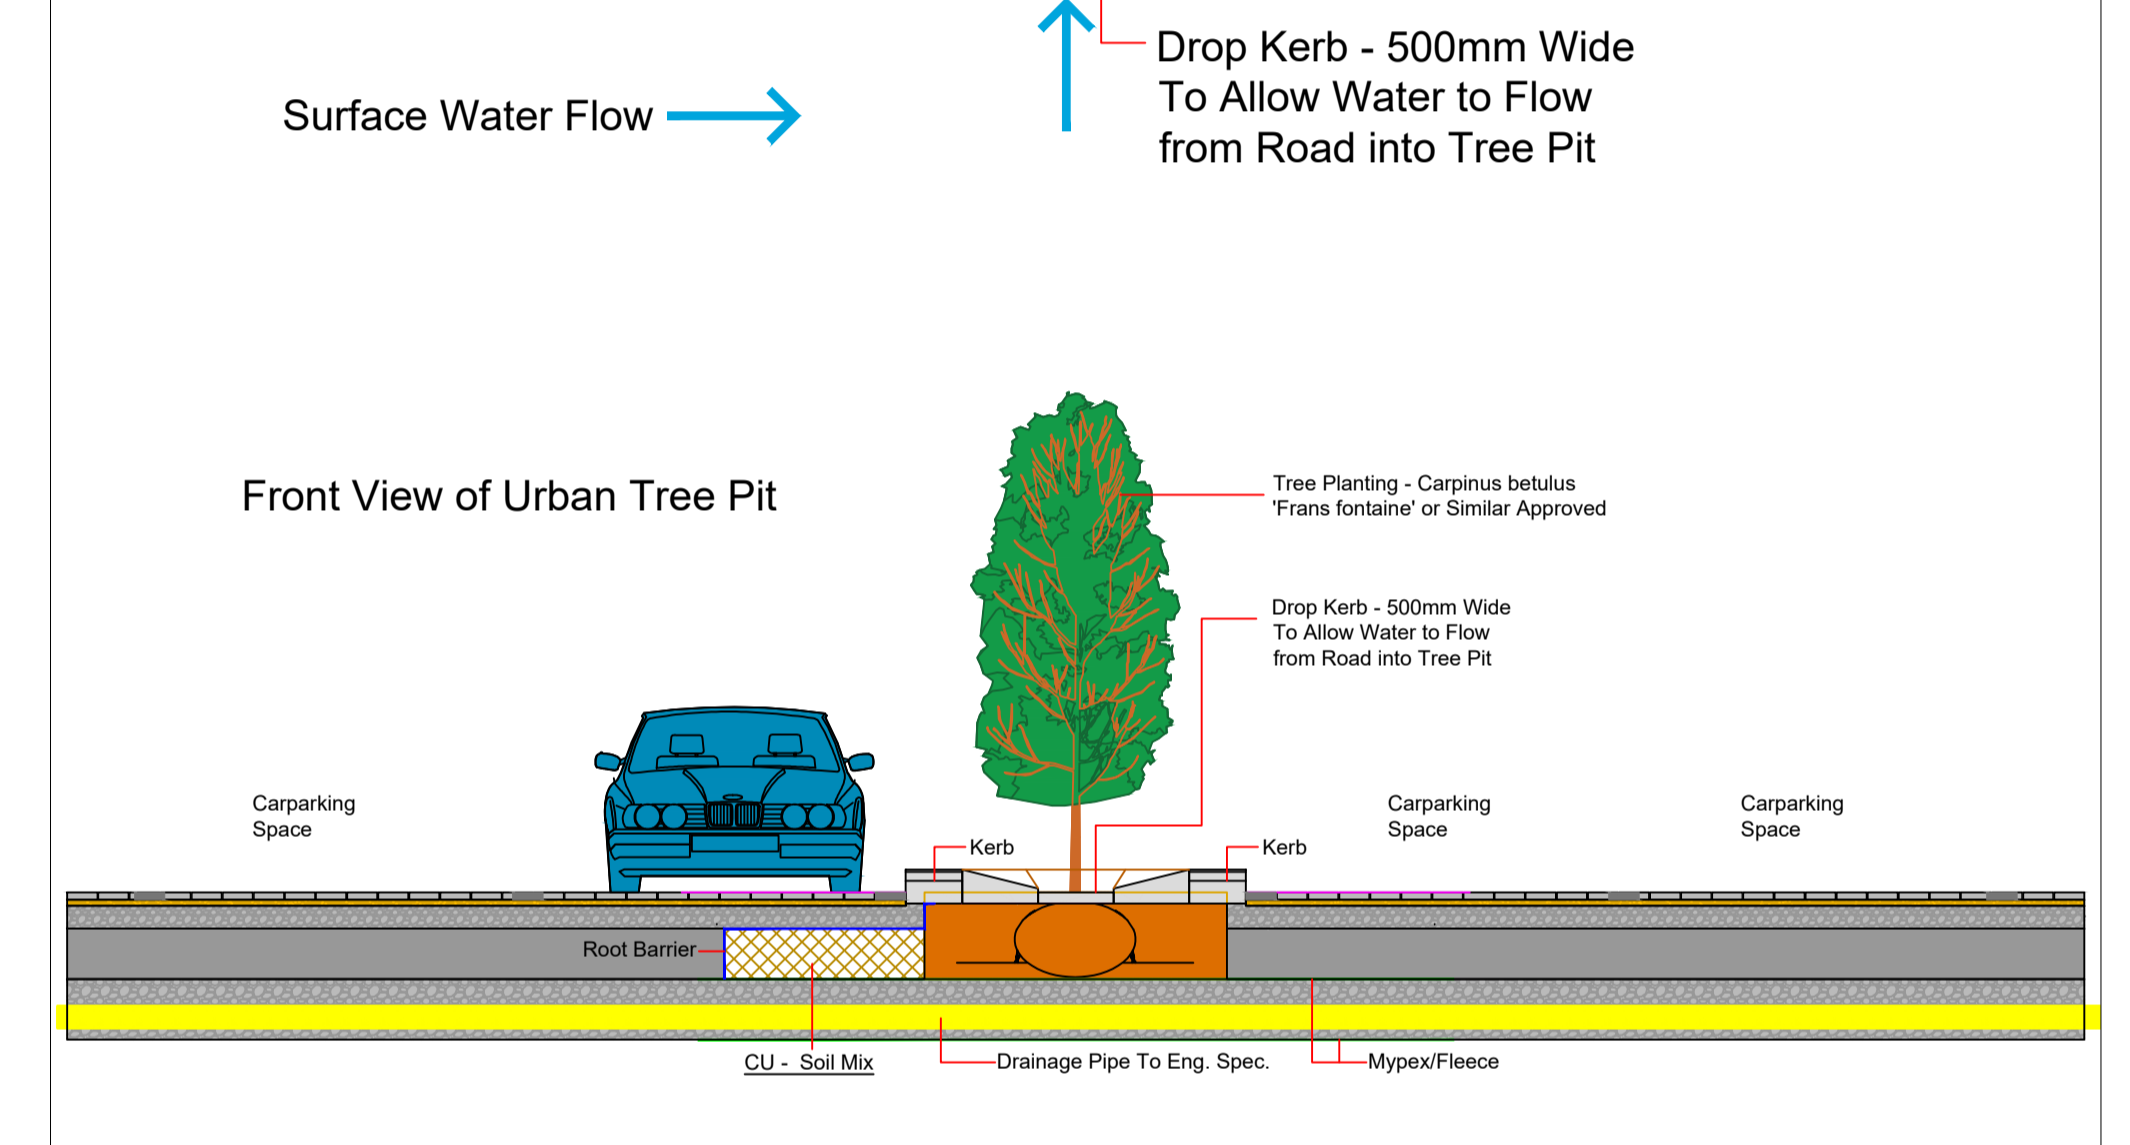 Drop Kerb - 500mm Wide
To Allow Water to Flow
from Road into Tree Pit
Surface Water Flow
Front View of Urban Tree Pit
Tree Planting - Carpinus betulus
'Frans fontaine' or Similar Approved
Drop Kerb - 500mm Wide
To Allow Water to Flow
from Road into Tree Pit
Carparking
Space
Carparking
Space
Carparking
Space
Kerb
Kerb
Root Barrier
CU -  Soil Mix
Drainage Pipe To Eng. Spec.
Mypex/Fleece